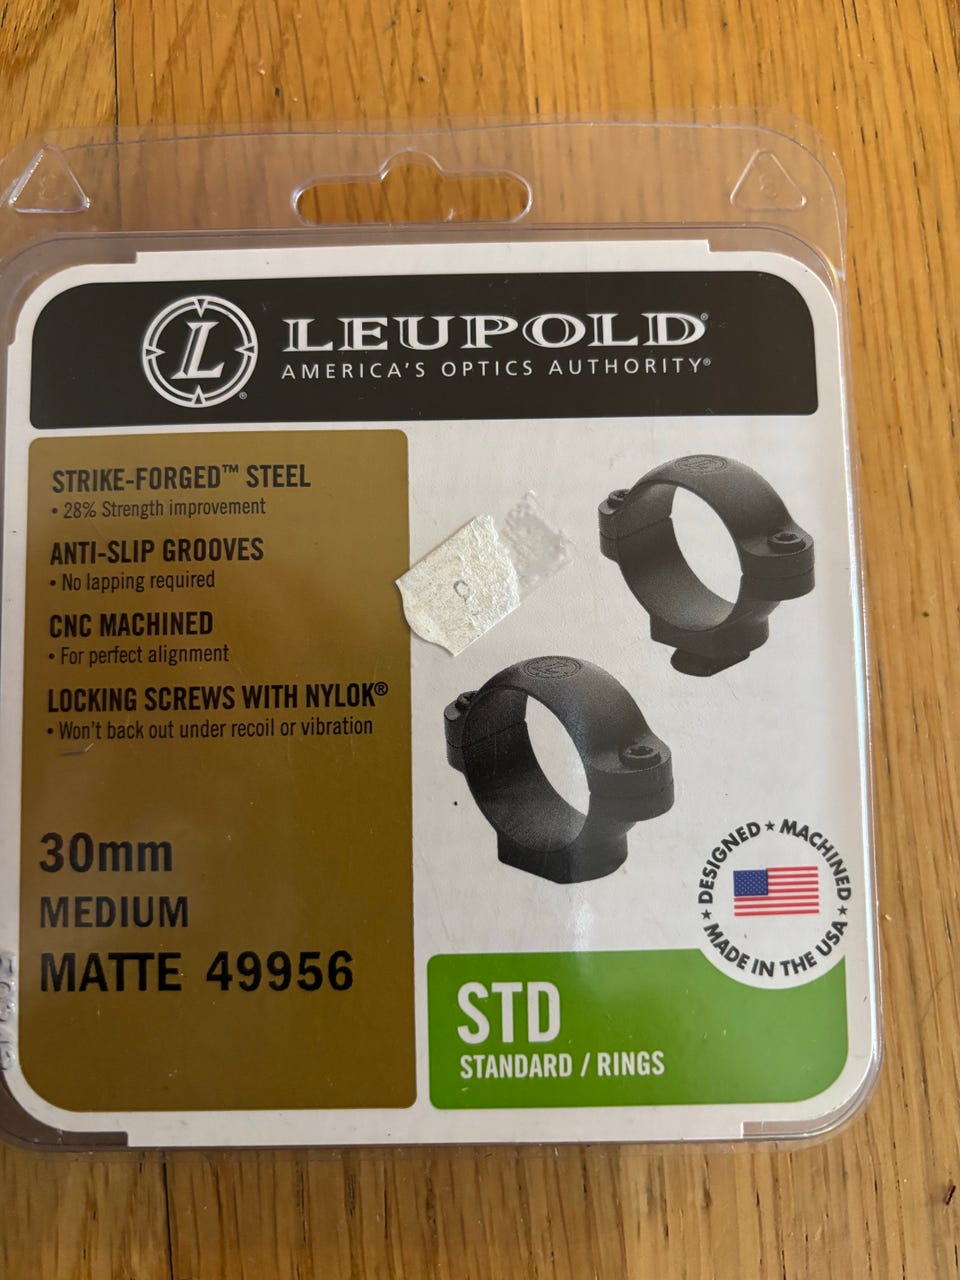 L
LEUPOLD®
AMERICA'S OPTICS AUTHORITY®
STRIKE-FORGED™ STEEL
• 28% Strength improvement
ANTI-SLIP GROOVES
• No lapping required
CNC MACHINED
• For perfect alignment
LOCKING SCREWS WITH NYLOK®
• Won't back out under recoil or vibration
30mm
MEDIUM
MATTE 49956
DESIGNED ★ MACHINED
★ MADE IN THE USA ★
STD
STANDARD / RINGS